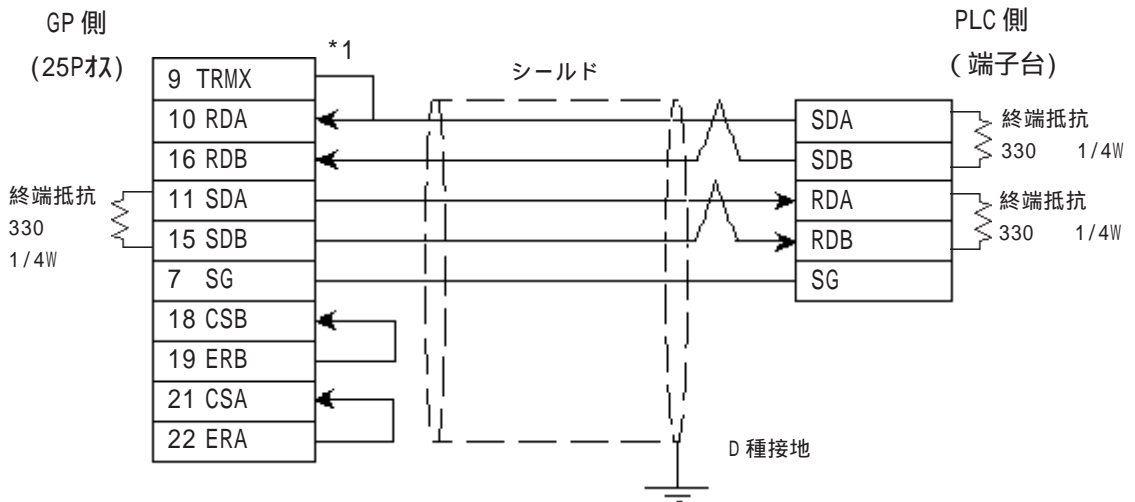 GP 側
(25Pｵｽ)
*1
9 TRMX
10 RDA
16 RDB
11 SDA
15 SDB
7 SG
18 CSB
19 ERB
21 CSA
22 ERA
終端抵抗
330
1/4W
シールド
D 種接地
PLC 側
( 端子台)
SDA
SDB
RDA
RDB
SG
終端抵抗
330 1/4W
終端抵抗
330 1/4W